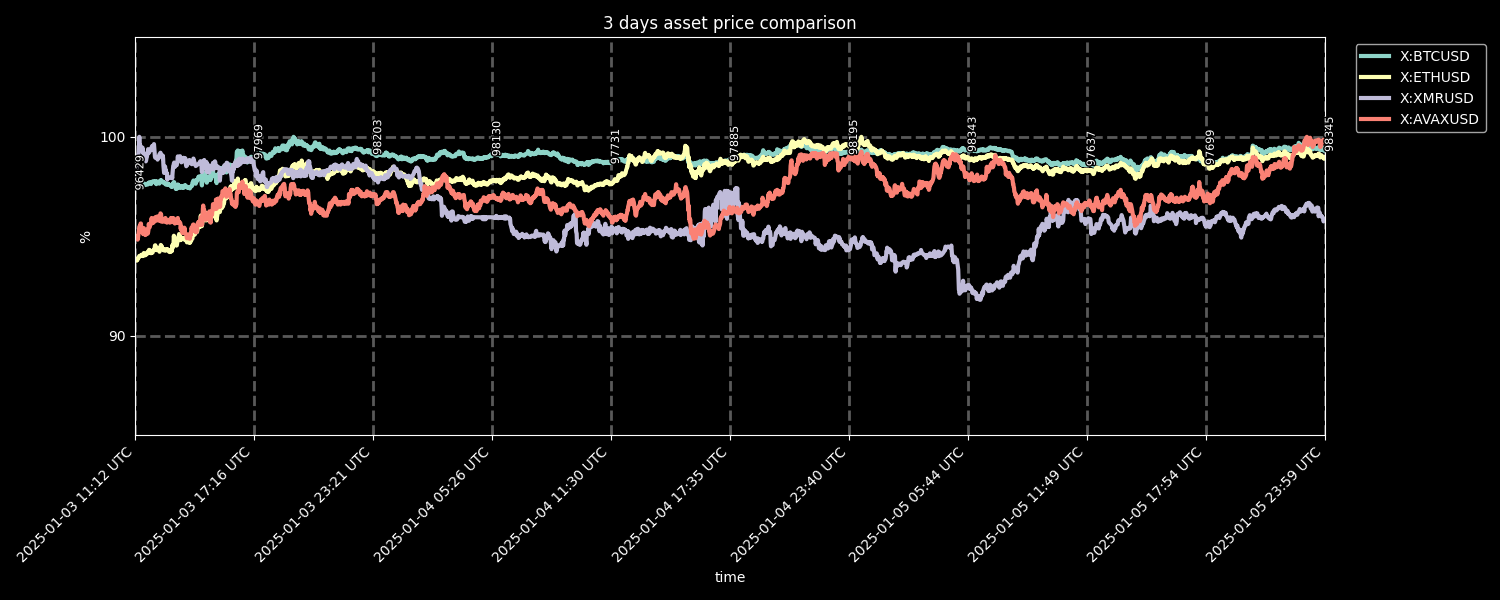 3 days asset price comparison
X:BTCUSD
X:ETHUSD
X:XMRUSD
X:AVAXUSD
100
90
%
96429
97969
98203
98130
97731
97885
98195
98343
97637
97699
98345
2025-01-03 11:12 UTC
2025-01-03 17:16 UTC
2025-01-03 23:21 UTC
2025-01-04 05:26 UTC
2025-01-04 11:30 UTC
2025-01-04 17:35 UTC
2025-01-04 23:40 UTC
2025-01-05 05:44 UTC
2025-01-05 11:49 UTC
2025-01-05 17:54 UTC
2025-01-05 23:59 UTC
time